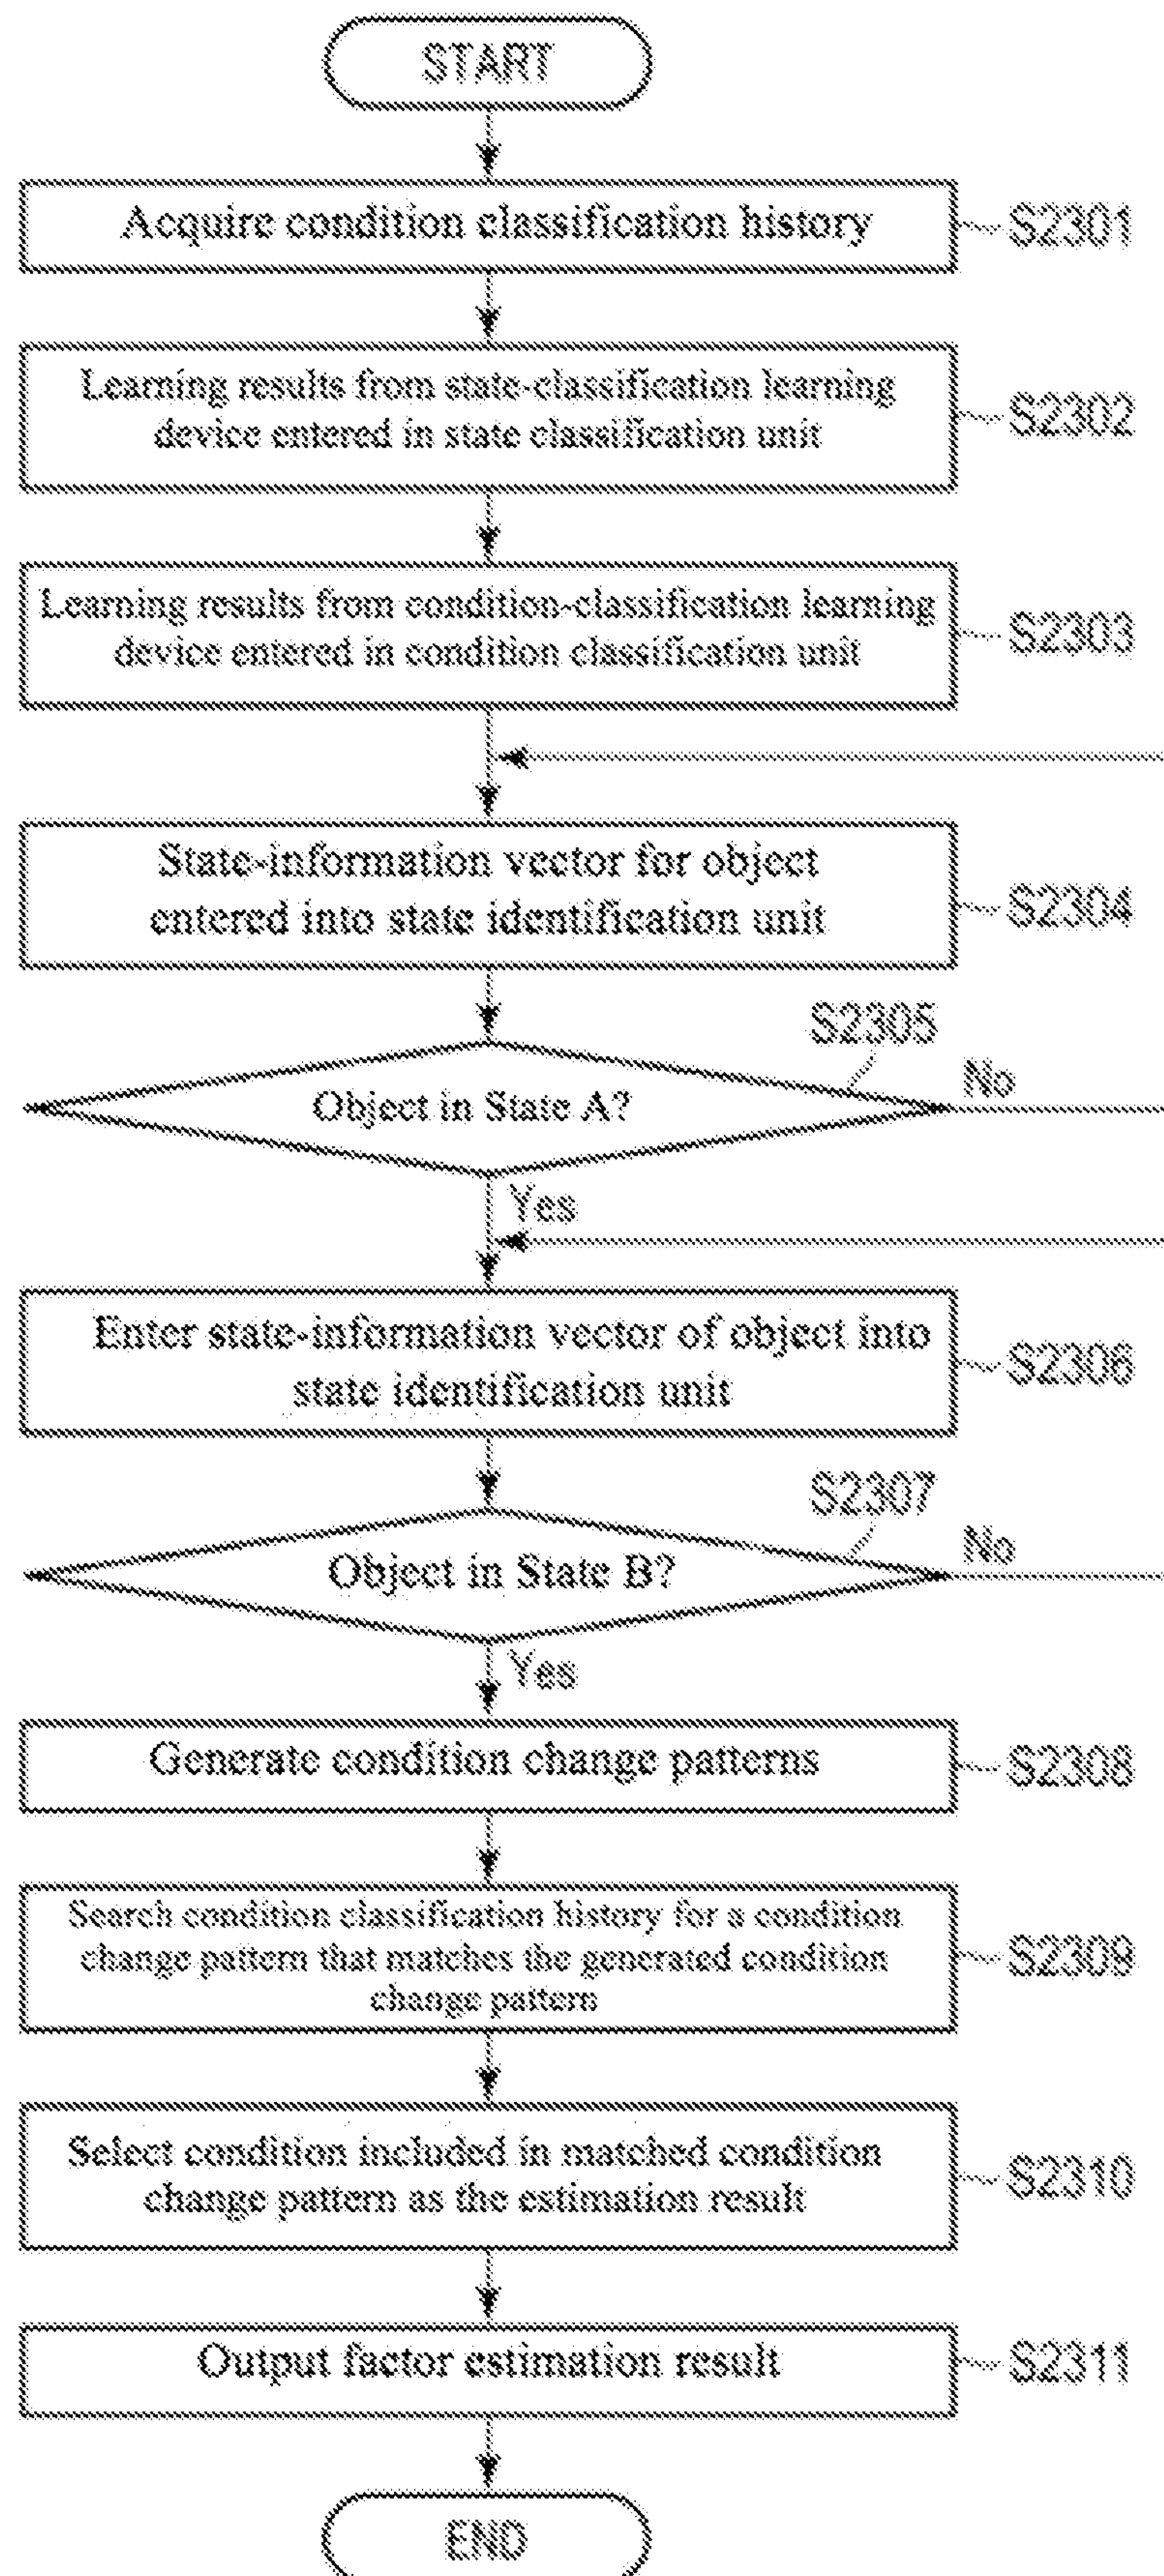 START
Acquire condition classification history
S2301
Learning results from state-classification learning
device entered in state classification unit
S2302
Learning results from condition-classification learning
device entered in condition classification unit
S2303
State-information vector for object
entered into state identification unit
S2304
S2305
Object in State A?
No
Yes
Enter state-information vector of object into
state identification unit
S2306
S2307
Object in State B?
No
Yes
Generate condition change patterns
S2308
Search condition classification history for a condition
change pattern that matches the generated condition
change pattern
S2309
Select condition included in matched condition
change pattern as the estimation result
S2310
Output factor estimation result
S2311
END